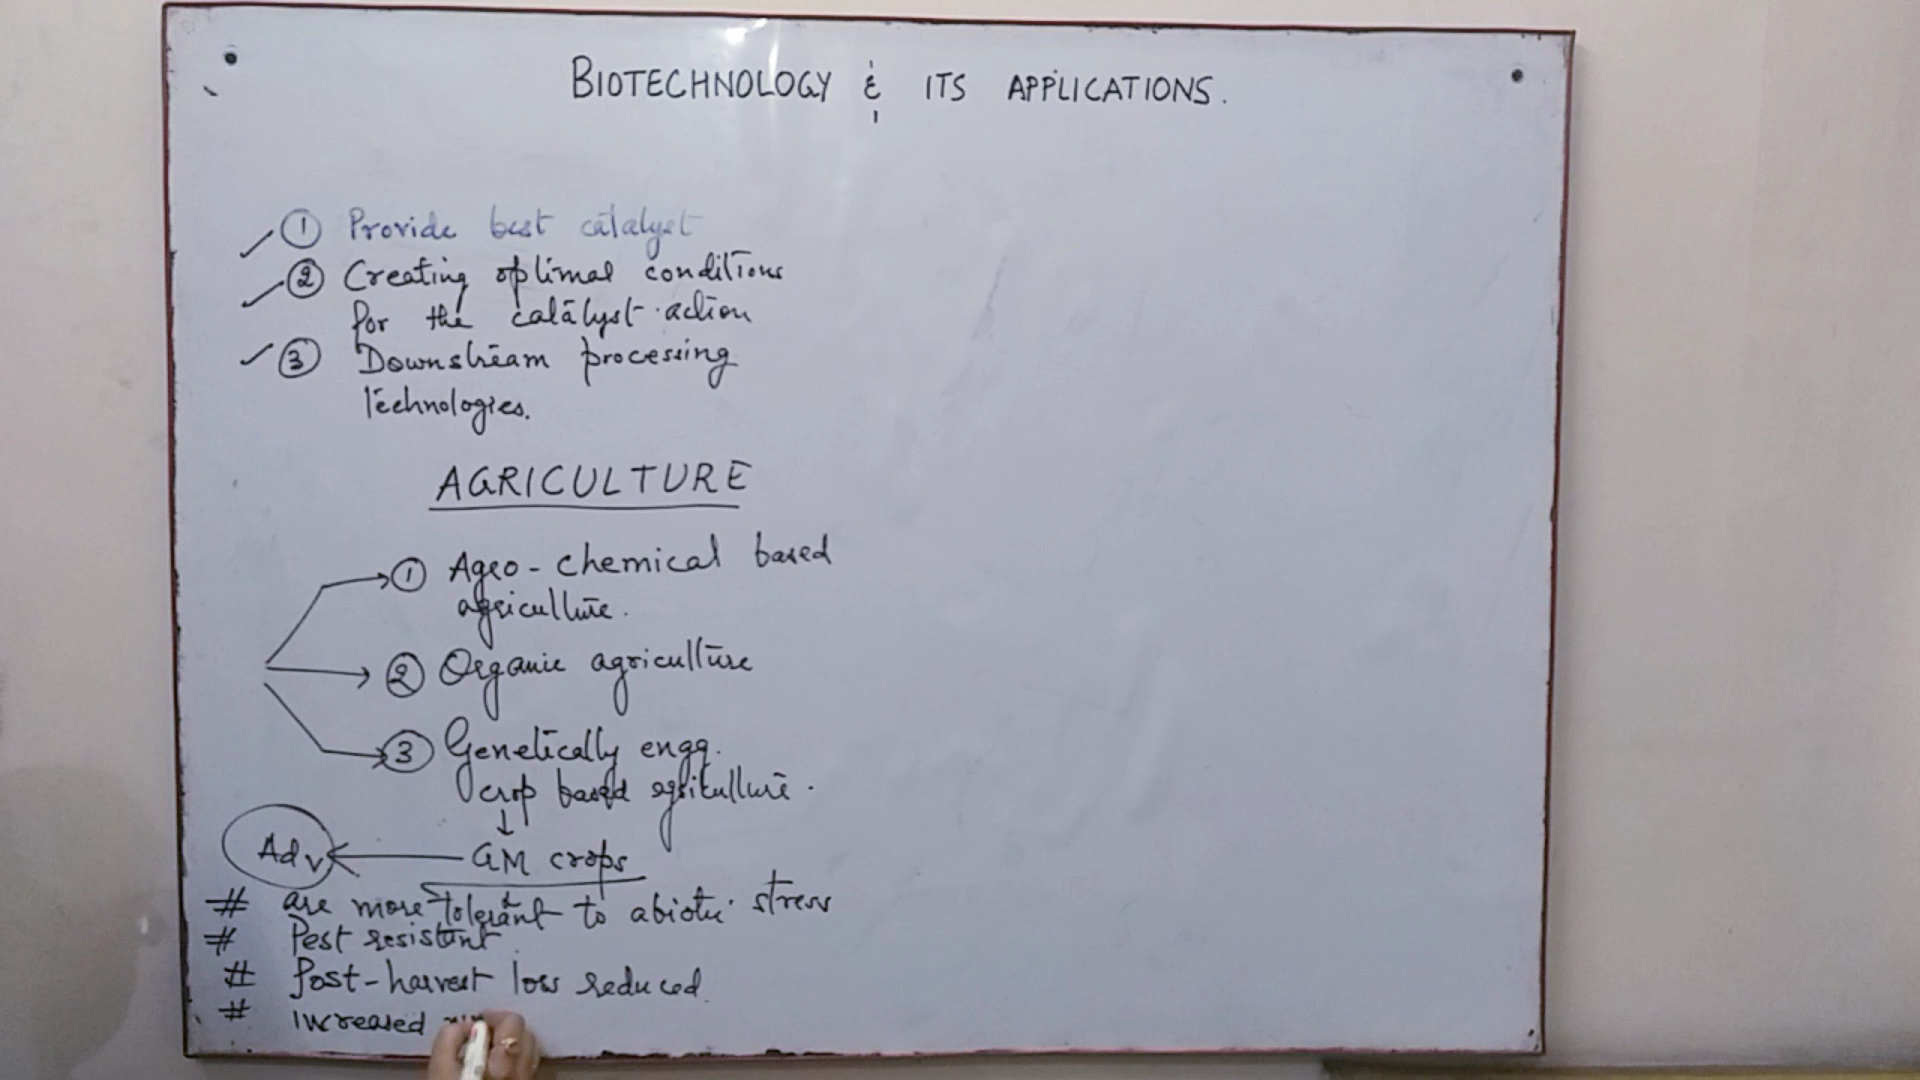 BIOTECHNOLOGY & ITS APPLICATIONS.
① Provide best catalyst
② Creating optimal conditions
for the catalyst action
③ Downstream processing
Technologies.
AGRICULTURE
① Agro-chemical based
agriculture.
② Organic agriculture
③ Genetically engg.
crop based agriculture.
Adv GM crops
# are more tolerant to abiotic stress
# Pest resistant
# Post-harvest loss reduced
# Increased